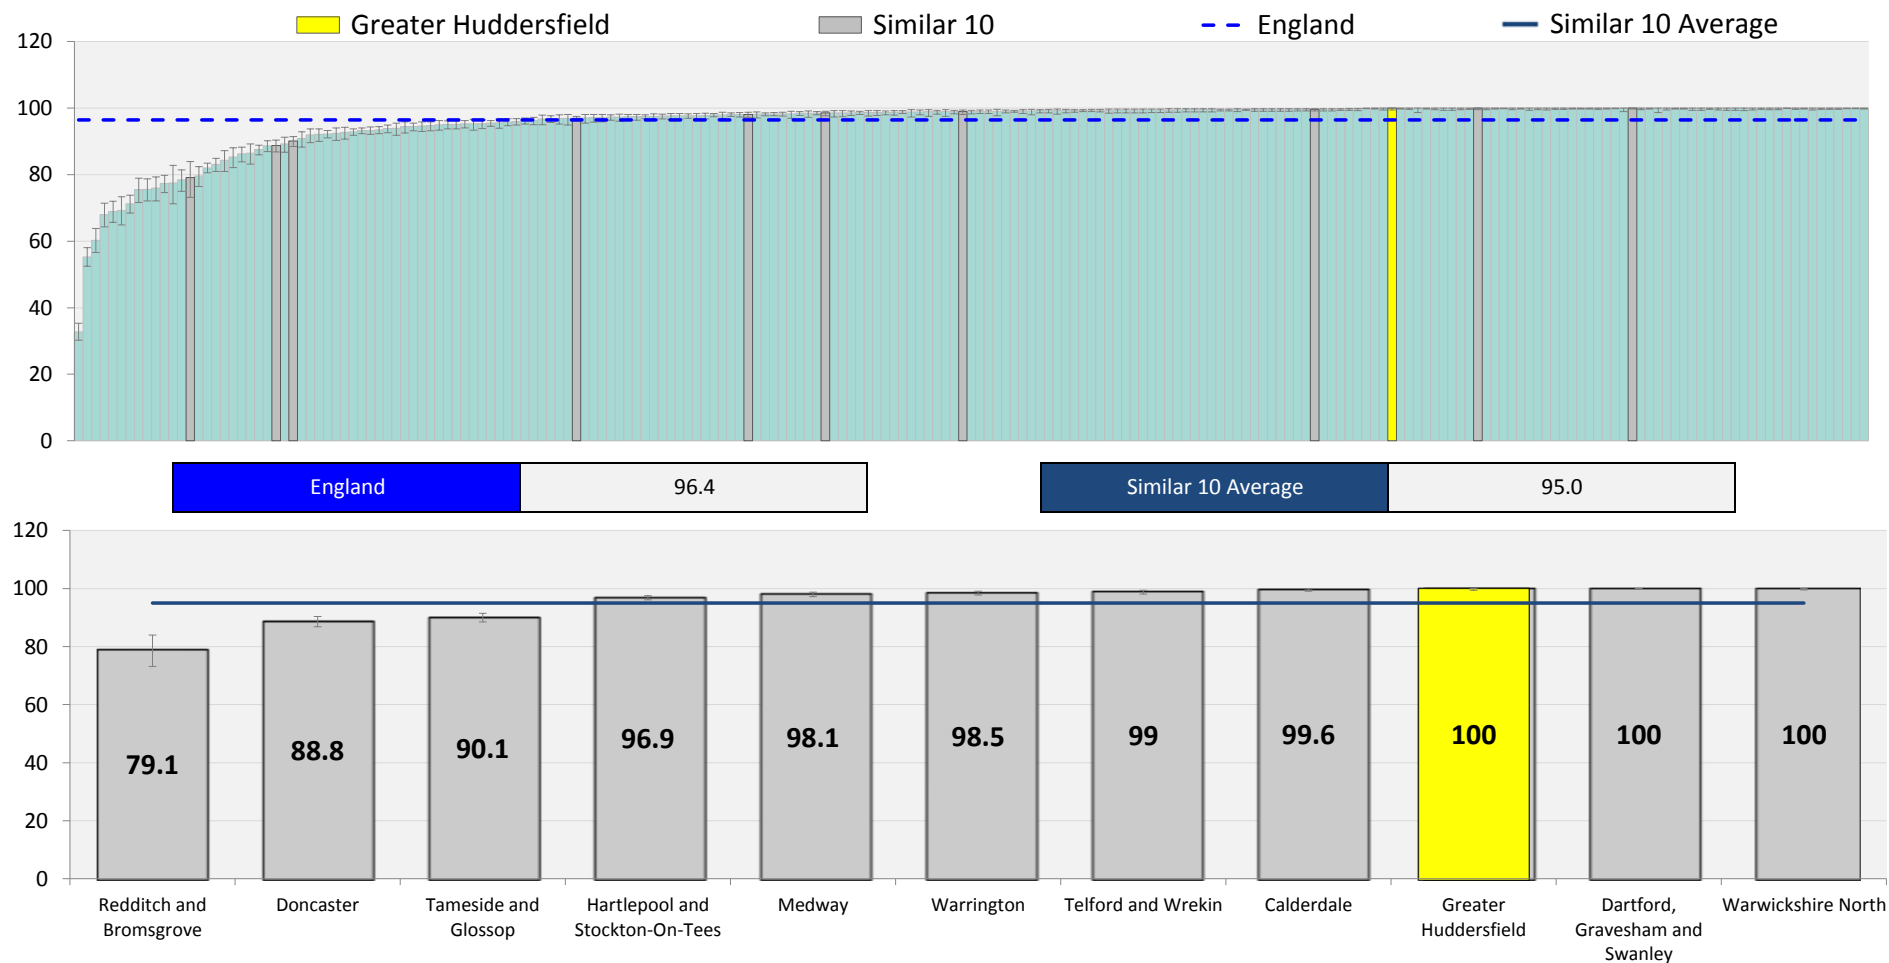 Greater Huddersfield Similar 10 England Similar 10 Average
120
100
80
60
40
20
0
England 96.4 Similar 10 Average 95.0
120
100
80
60
40
20
0
79.1 88.8 90.1 96.9 98.1 98.5 99 99.6 100 100 100
Redditch and Bromsgrove
Doncaster
Tameside and Glossop
Hartlepool and Stockton-On-Tees
Medway
Warrington
Telford and Wrekin
Calderdale
Greater Huddersfield
Dartford, Gravesham and Swanley
Warwickshire North